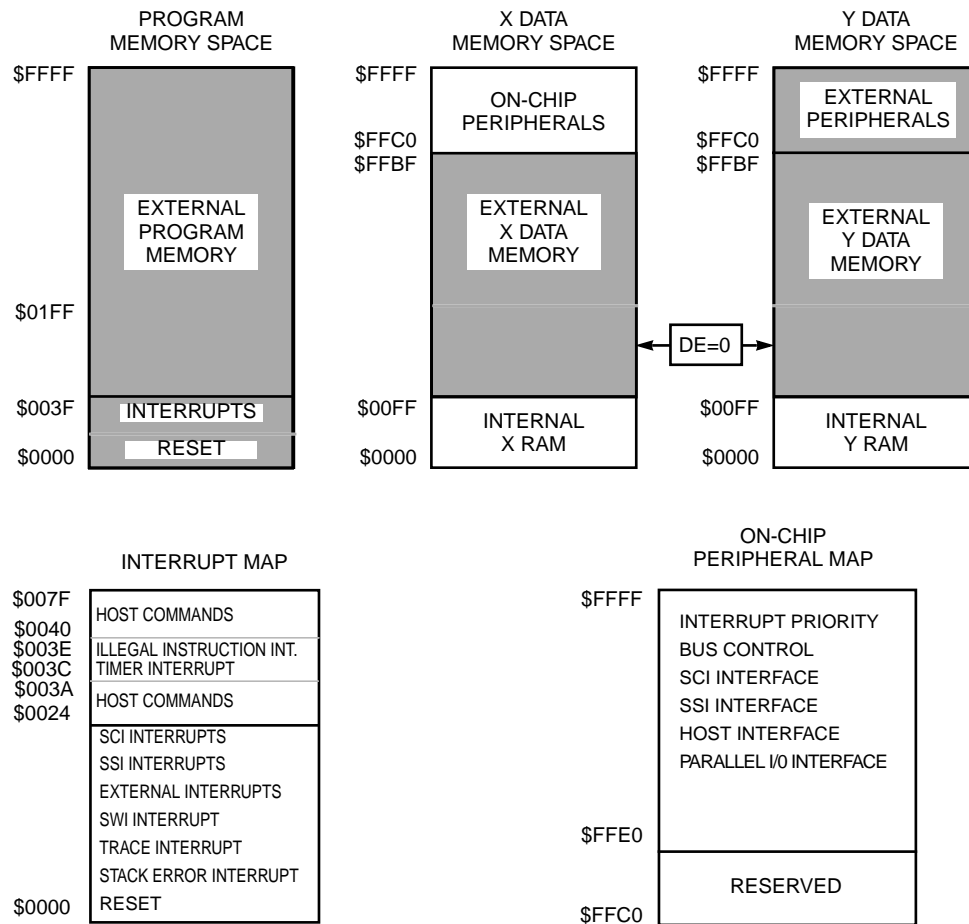 PROGRAM
MEMORY SPACE
$FFFF
EXTERNAL
PROGRAM
MEMORY
$01FF
$003F
INTERRUPTS
RESET
$0000
X DATA
MEMORY SPACE
$FFFF
ON-CHIP
PERIPHERALS
$FFC0
$FFBF
EXTERNAL
X DATA
MEMORY
$00FF
INTERNAL
X RAM
$0000
DE=0
Y DATA
MEMORY SPACE
$FFFF
EXTERNAL
PERIPHERALS
$FFC0
$FFBF
EXTERNAL
Y DATA
MEMORY
$00FF
INTERNAL
Y RAM
$0000
INTERRUPT MAP
$007F
HOST COMMANDS
$0040
$003E ILLEGAL INSTRUCTION INT.
$003C TIMER INTERRUPT
$003A
HOST COMMANDS
$0024
SCI INTERRUPTS
SSI INTERRUPTS
EXTERNAL INTERRUPTS
SWI INTERRUPT
TRACE INTERRUPT
STACK ERROR INTERRUPT
$0000 RESET
ON-CHIP
PERIPHERAL MAP
$FFFF
INTERRUPT PRIORITY
BUS CONTROL
SCI INTERFACE
SSI INTERFACE
HOST INTERFACE
PARALLEL I/0 INTERFACE
$FFE0
RESERVED
$FFC0